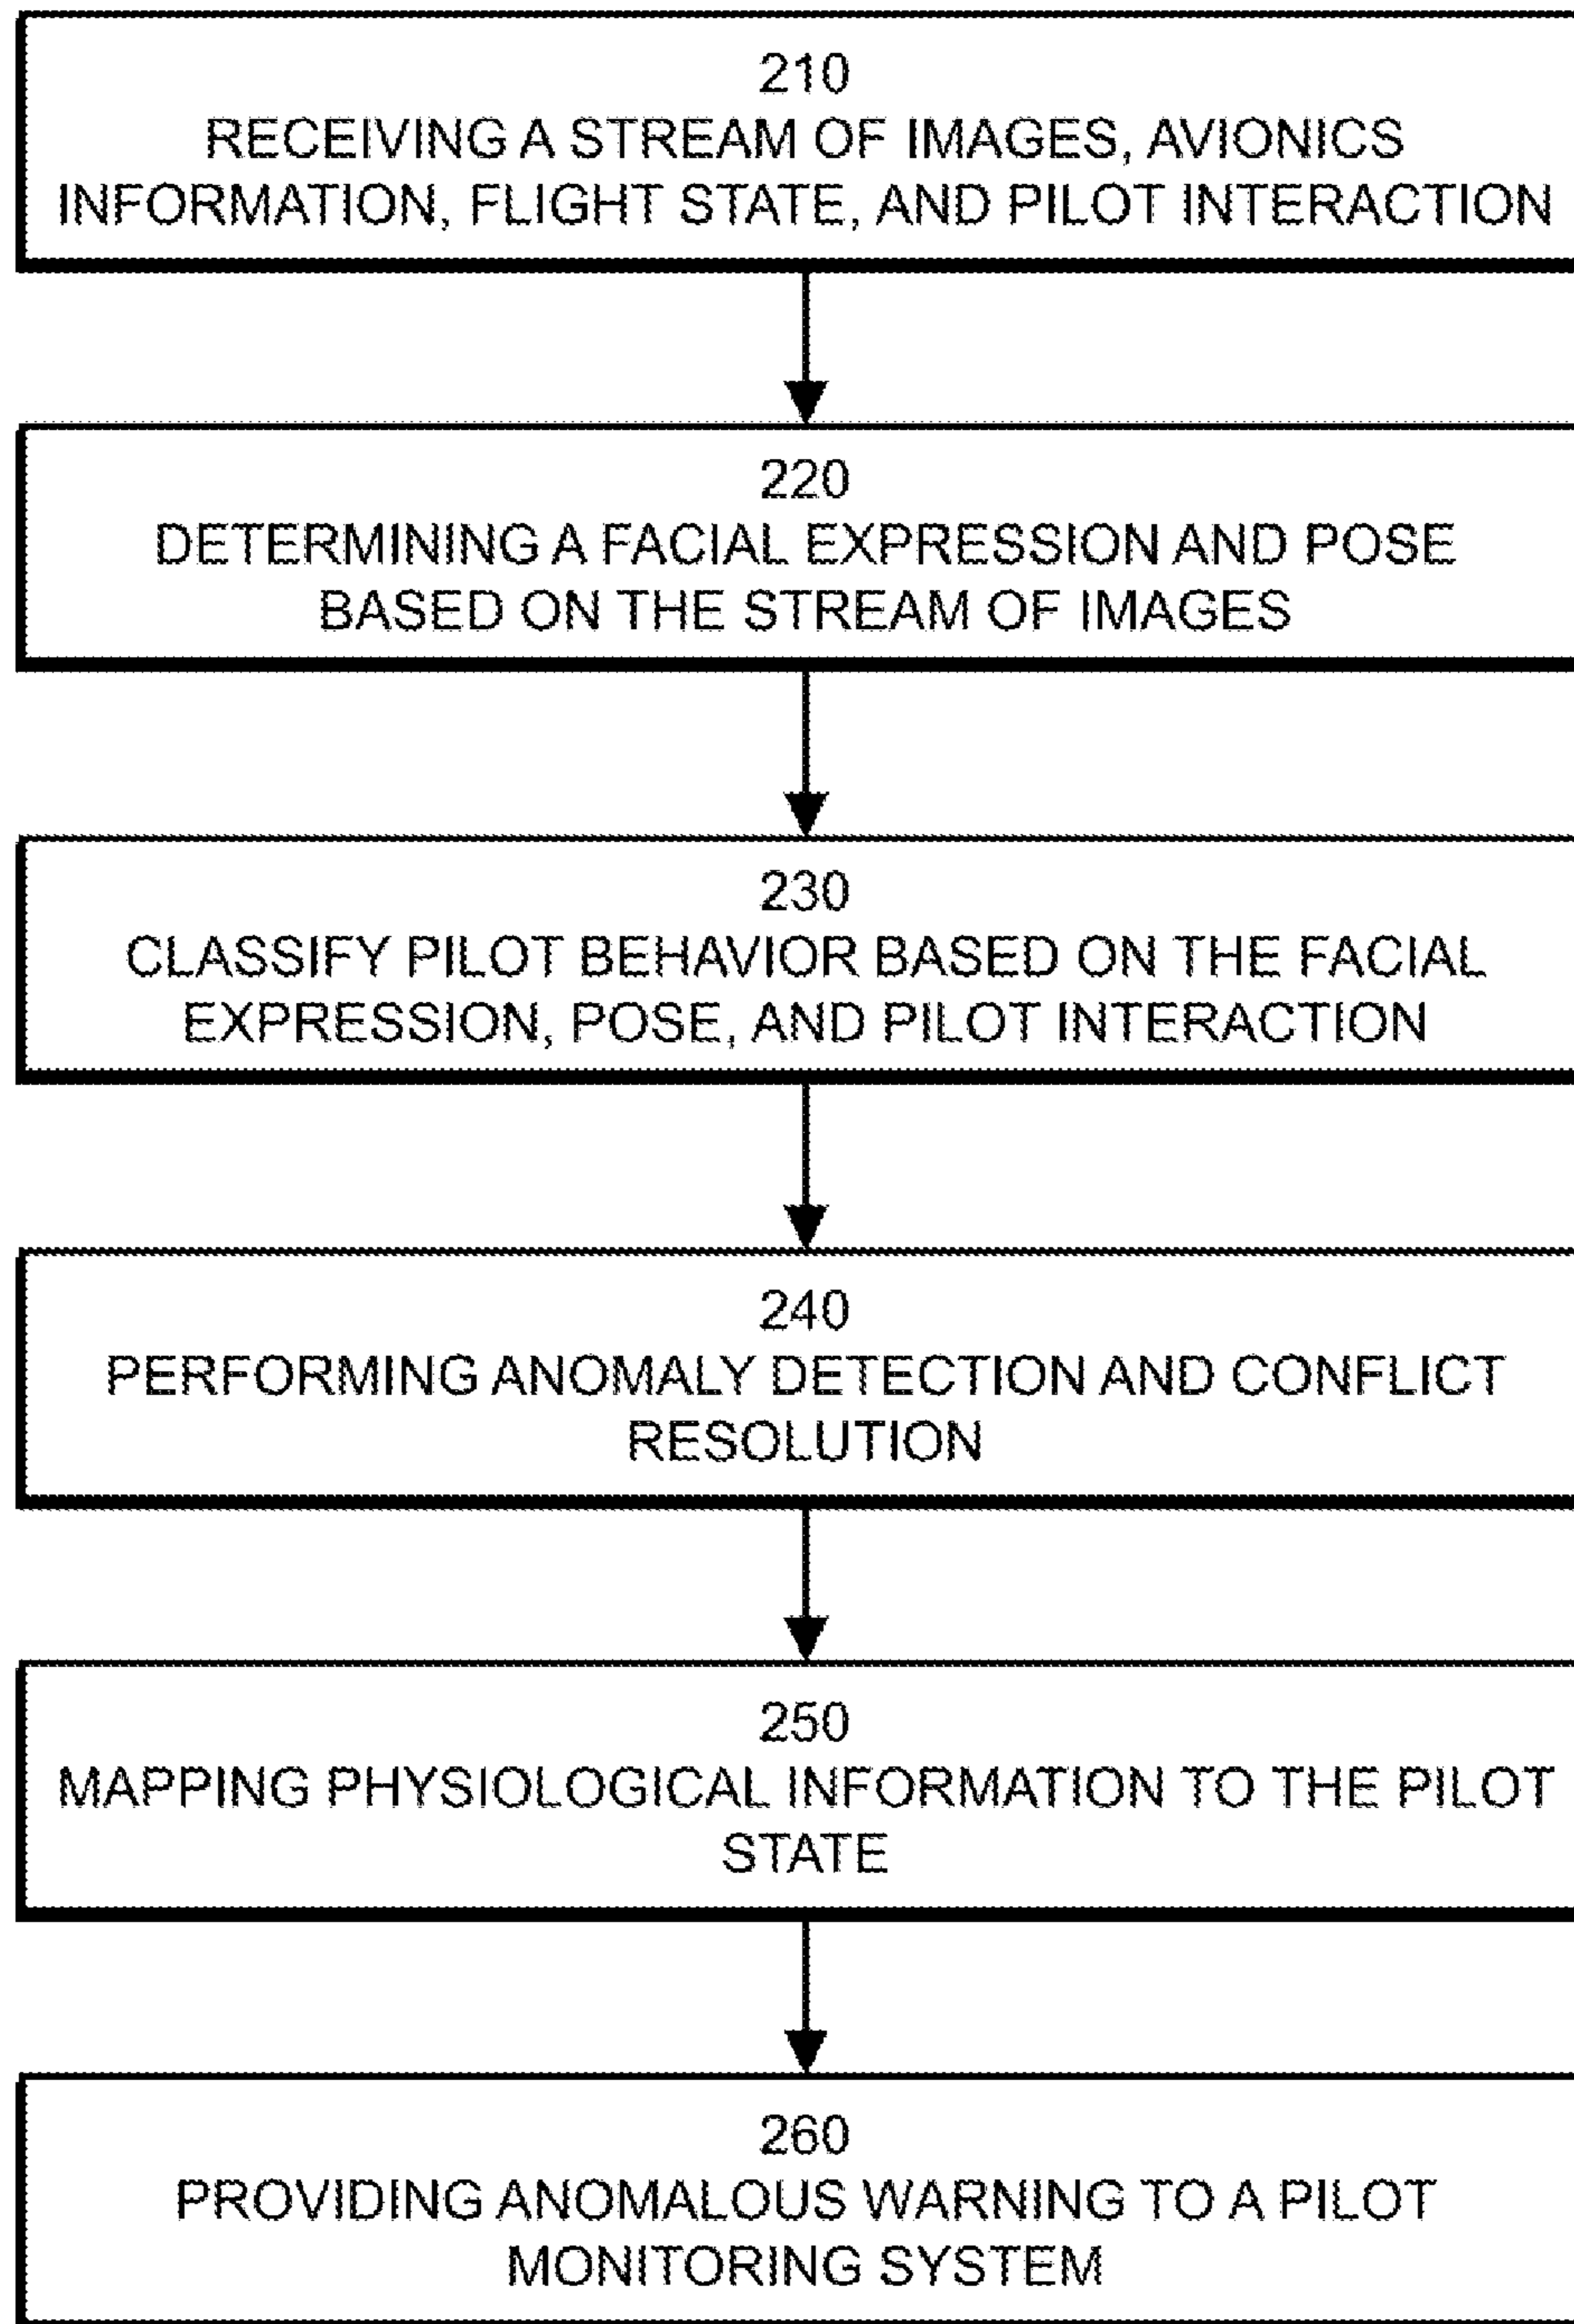 210
RECEIVING A STREAM OF IMAGES, AVIONICS
INFORMATION, FLIGHT STATE, AND PILOT INTERACTION
220
DETERMINING A FACIAL EXPRESSION AND POSE
BASED ON THE STREAM OF IMAGES
230
CLASSIFY PILOT BEHAVIOR BASED ON THE FACIAL
EXPRESSION, POSE, AND PILOT INTERACTION
240
PERFORMING ANOMALY DETECTION AND CONFLICT
RESOLUTION
250
MAPPING PHYSIOLOGICAL INFORMATION TO THE PILOT
STATE
260
PROVIDING ANOMALOUS WARNING TO A PILOT
MONITORING SYSTEM